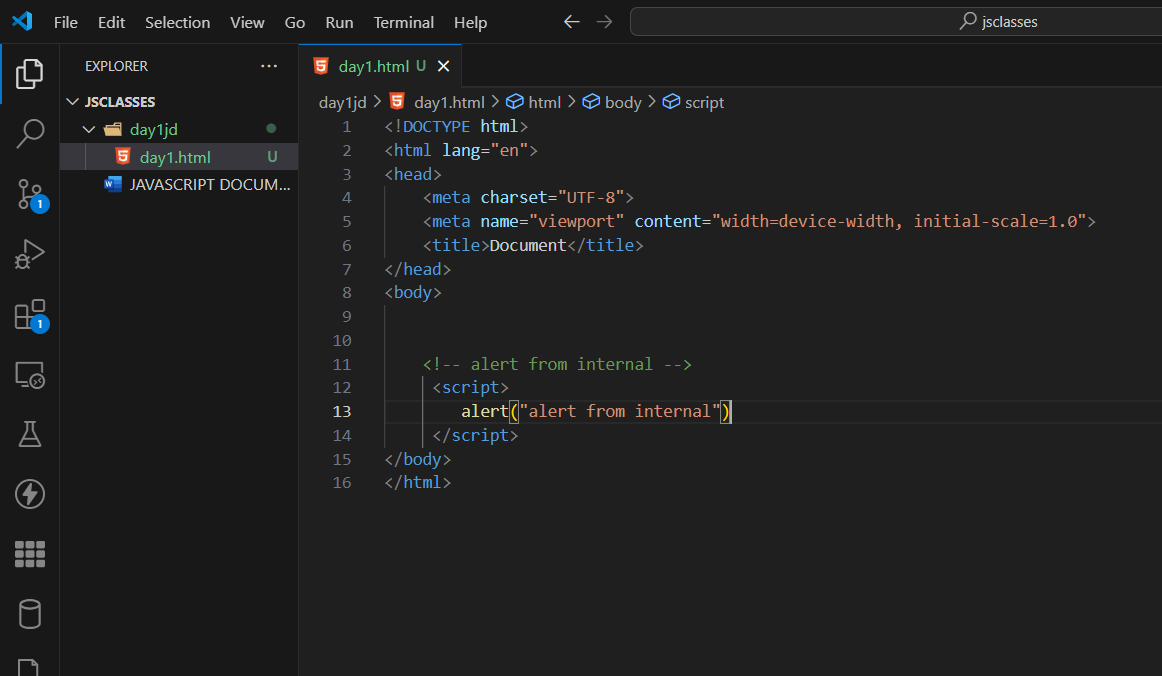 File Edit Selection View Go Run Terminal Help
jsclasses
EXPLORER
JSCLASSES
day1jd
day1.html U
JAVASCRIPT DOCUM...
1
1
day1.html U
day1jd > day1.html > html > body > script
1 <!DOCTYPE html>
2 <html lang="en">
3 <head>
4     <meta charset="UTF-8">
5     <meta name="viewport" content="width=device-width, initial-scale=1.0">
6     <title>Document</title>
7 </head>
8 <body>
9
10
11     <!-- alert from internal -->
12      <script>
13         alert("alert from internal")
14      </script>
15 </body>
16 </html>